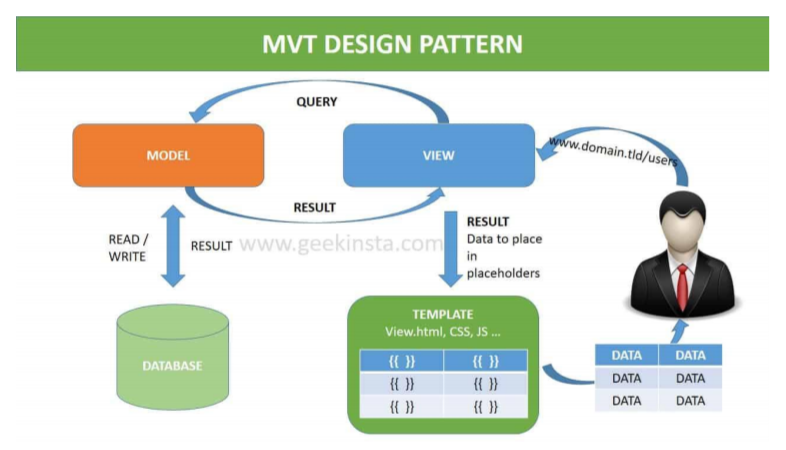 MVT DESIGN PATTERN
QUERY
MODEL
VIEW
www.domain.tld/users
RESULT
READ /
WRITE
RESULT
www.geekinsta.com
RESULT
Data to place
in
placeholders
DATABASE
TEMPLATE
View.html, CSS, JS ...
{{ }} {{ }}
{{ }} {{ }}
{{ }} {{ }}
DATA DATA
DATA DATA
DATA DATA